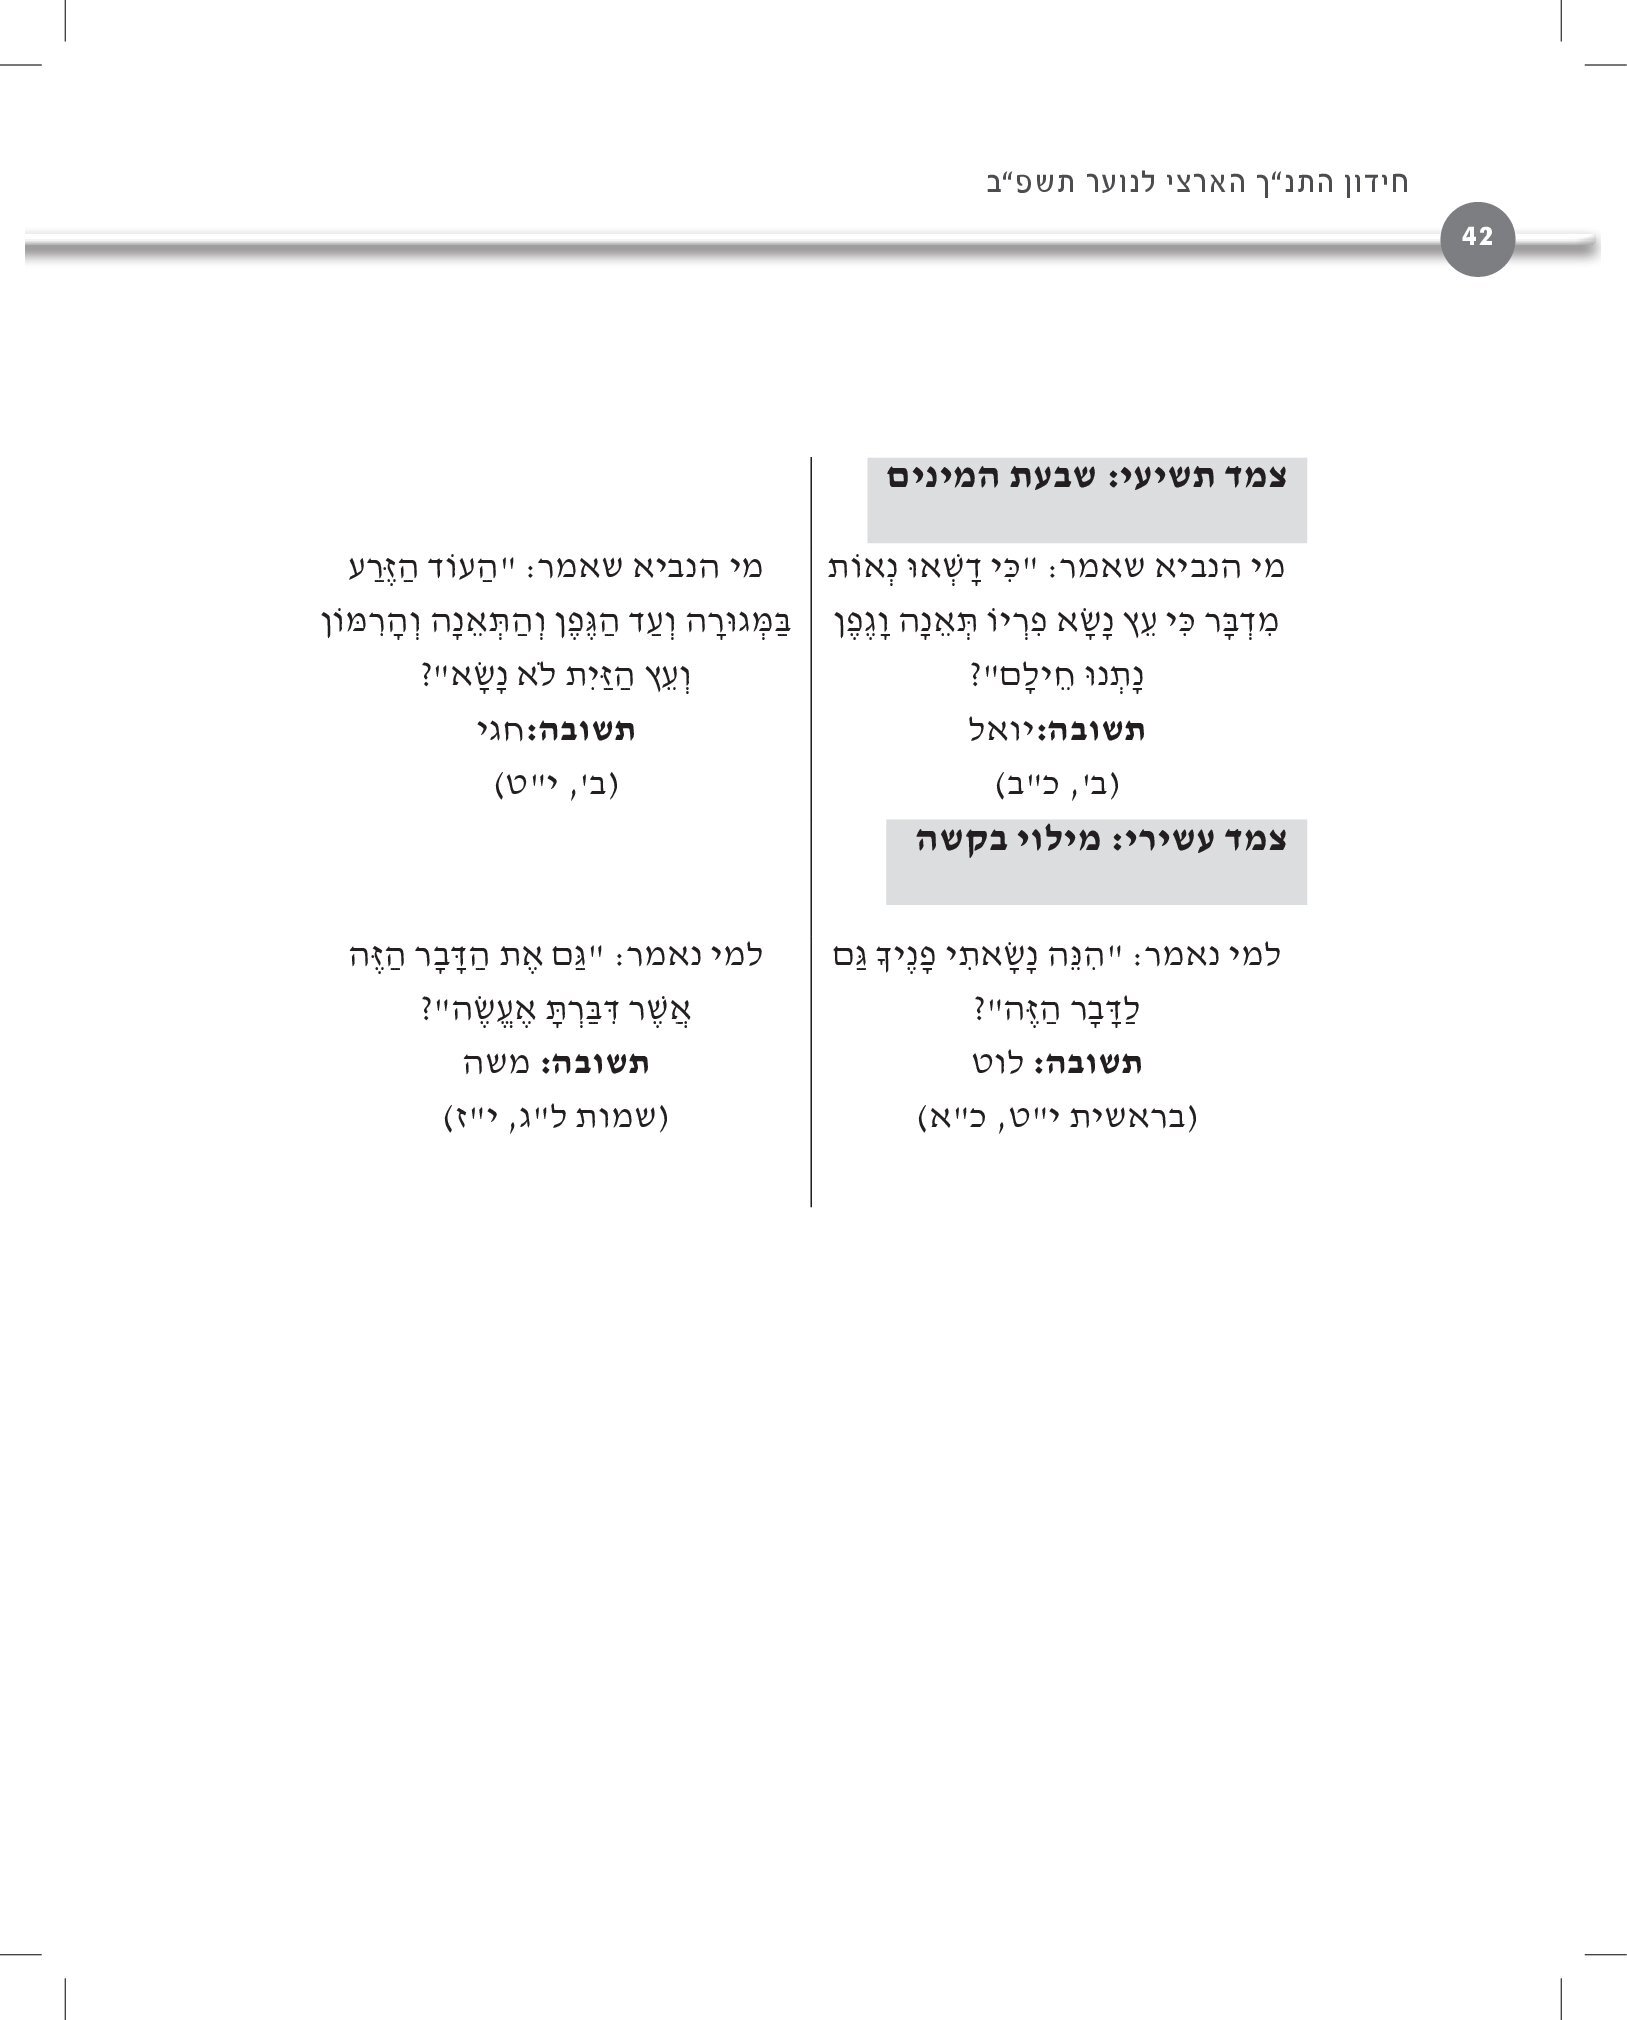 חידון התנ“ך הארצי לנוער תשפ“ב
42
צמד תשיעי: שבעת המינים
מי הנביא שאמר: "כִּי דָשְׁאוּ נְאוֹת
מִדְבָּר כִּי עֵץ נָשָׂא פִרְיוֹ תְּאֵנָה וָגֶפֶן
נָתְנוּ חֵילָם"?
תשובה:יואל
(ב', כ"ב)
מי הנביא שאמר: "הַעוֹד הַזֶּרַע
בַּמְּגוּרָה וְעַד הַגֶּפֶן וְהַתְּאֵנָה וְהָרִמּוֹן
וְעֵץ הַזַּיִת לֹא נָשָׂא"?
תשובה:חגי
(ב', י"ט)
צמד עשירי: מילוי בקשה
למי נאמר: "הִנֵּה נָשָׂאתִי פָנֶיךָ גַּם
לַדָּבָר הַזֶּה"?
תשובה: לוט
(בראשית י"ט, כ"א)
למי נאמר: "גַּם אֶת הַדָּבָר הַזֶּה
אֲשֶׁר דִּבַּרְתָּ אֶעֱשֶׂה"?
תשובה: משה
(שמות ל"ג, י"ז)